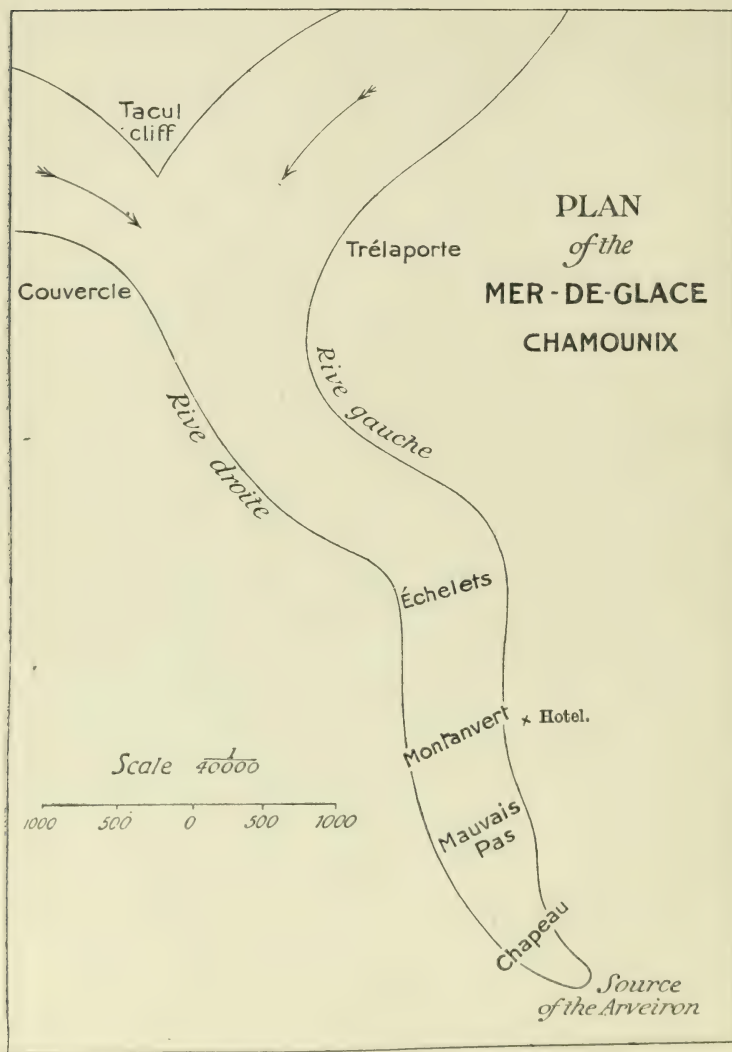 Tacul
cliff
PLAN
of the
MER-DE-GLACE
CHAMOUNIX
Trélaporte
Couvercle
Rive gauche
Rive droite
Échelets
Montanvert
× Hotel.
Scale 1/40000
1000 500 0 500 1000
Mauvais
Pas
Chapeau
Source
of the Arveiron